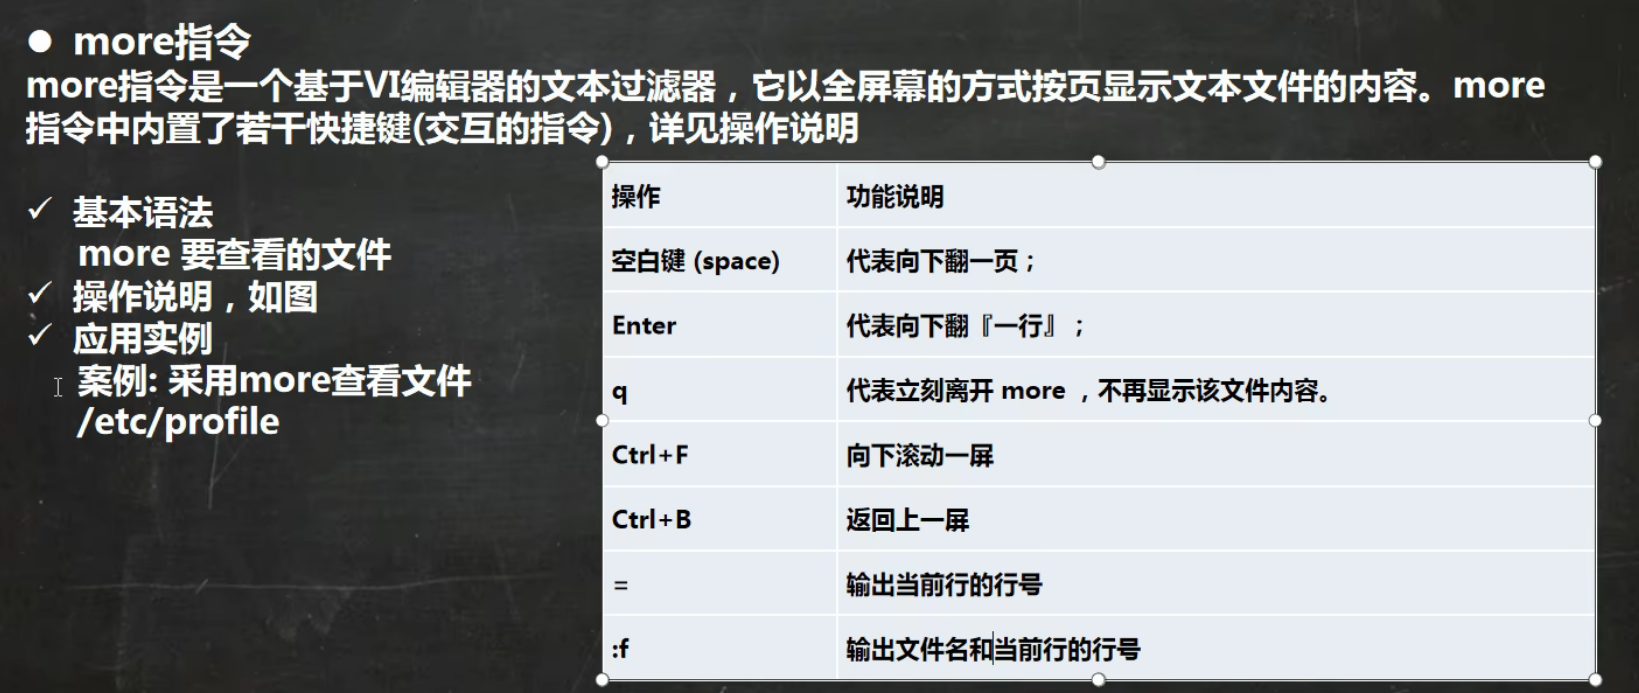 ● more指令
more指令是一个基于VI编辑器的文本过滤器，它以全屏幕的方式按页显示文本文件的内容。more
指令中内置了若干快捷键(交互的指令)，详见操作说明
✓ 基本语法
more 要查看的文件
✓ 操作说明，如图
✓ 应用实例
案例: 采用more查看文件
/etc/profile
操作 功能说明
空白键 (space) 代表向下翻一页；
Enter 代表向下翻『一行』；
q 代表立刻离开 more ，不再显示该文件内容。
Ctrl+F 向下滚动一屏
Ctrl+B 返回上一屏
= 输出当前行的行号
:f 输出文件名和当前行的行号